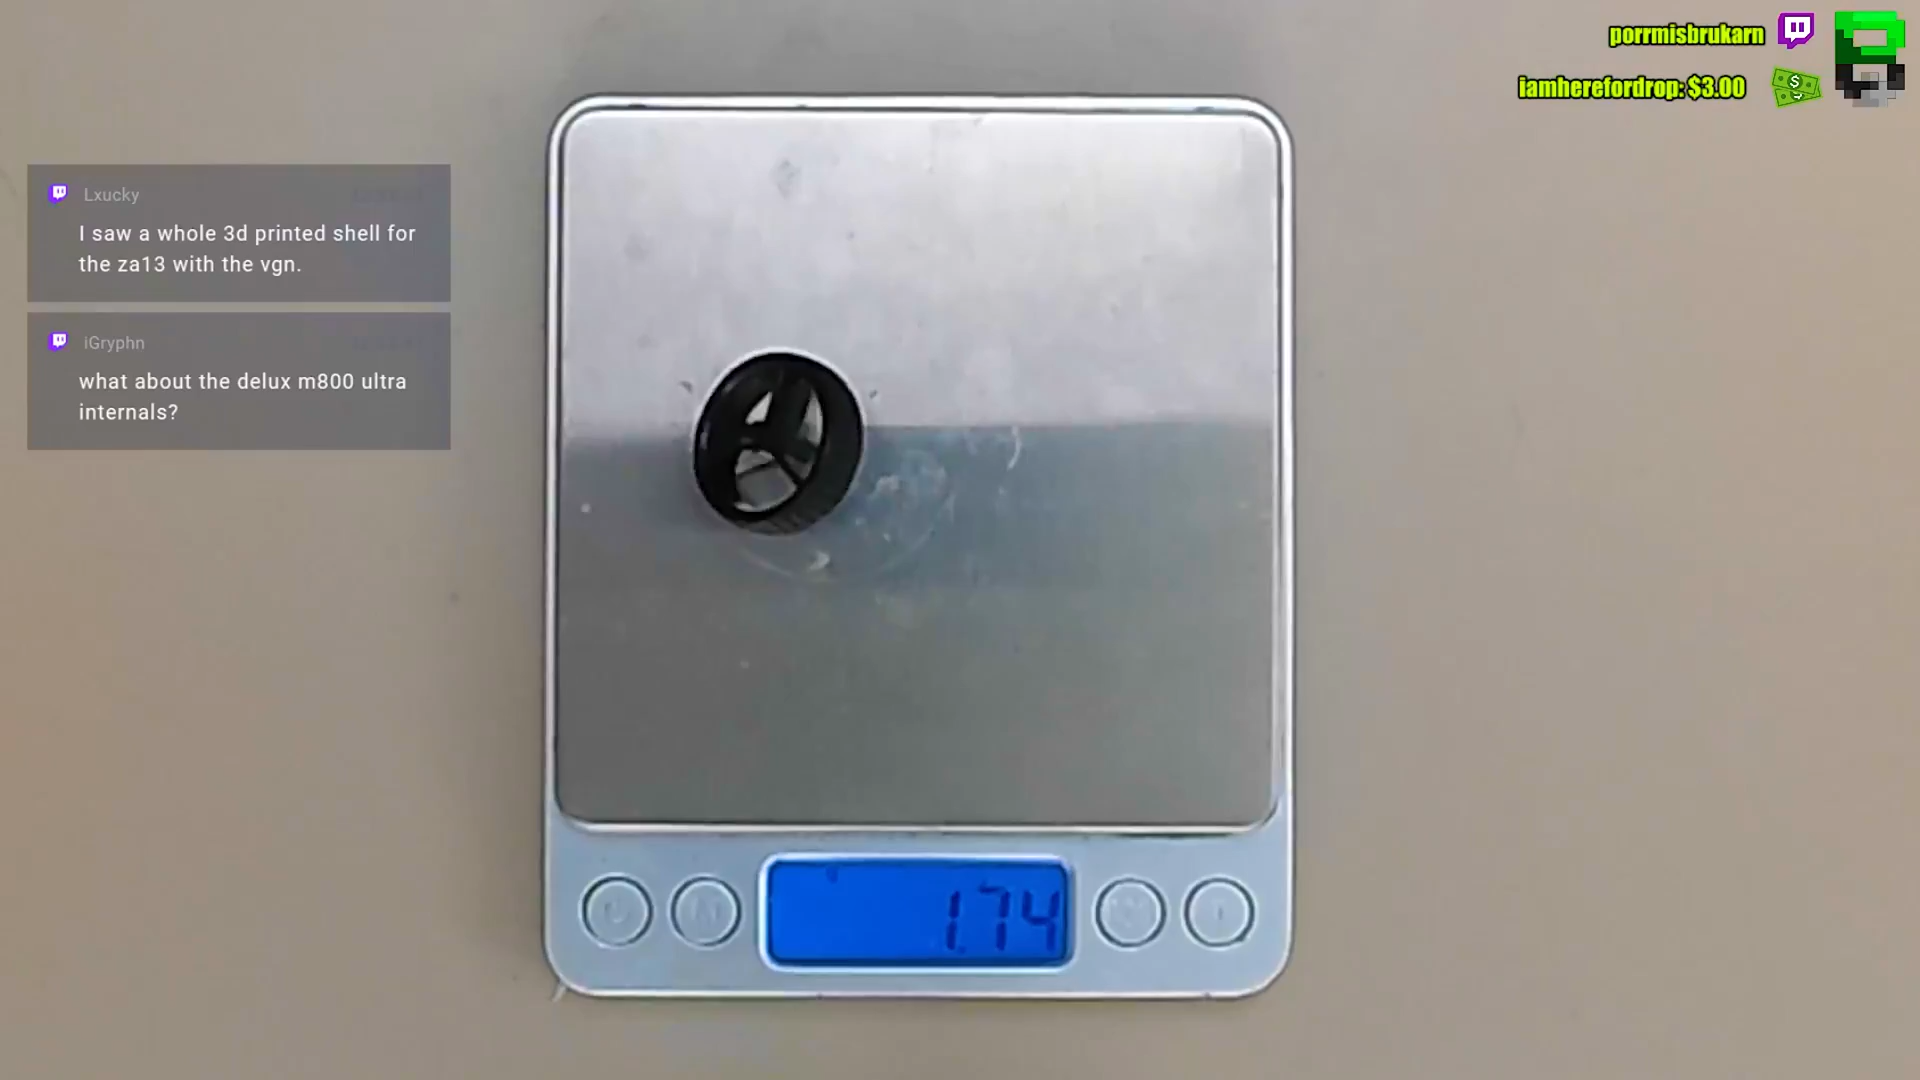 porrmisbrukarn
iamherefordrop: $3.00
Lxucky
I saw a whole 3d printed shell for
the za13 with the vgn.
iGryphn
what about the delux m800 ultra
internals?
1.74